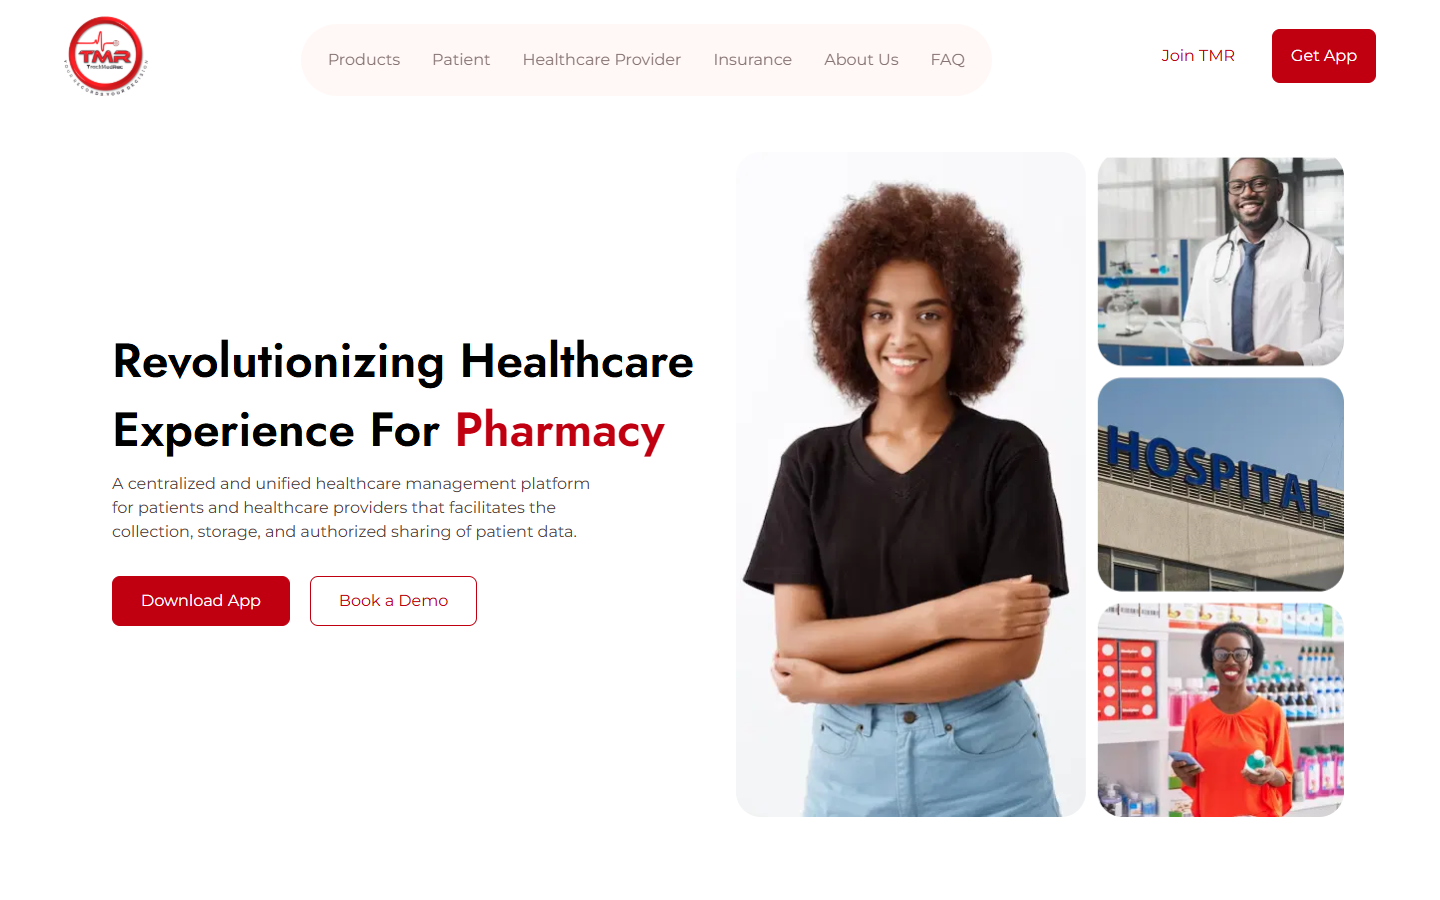 TMR
Products
Patient
Healthcare Provider
Insurance
About Us
FAQ
Join TMR
Get App
Revolutionizing Healthcare
Experience For Pharmacy
A centralized and unified healthcare management platform
for patients and healthcare providers that facilitates the
collection, storage, and authorized sharing of patient data.
Download App
Book a Demo
HOSPITAL